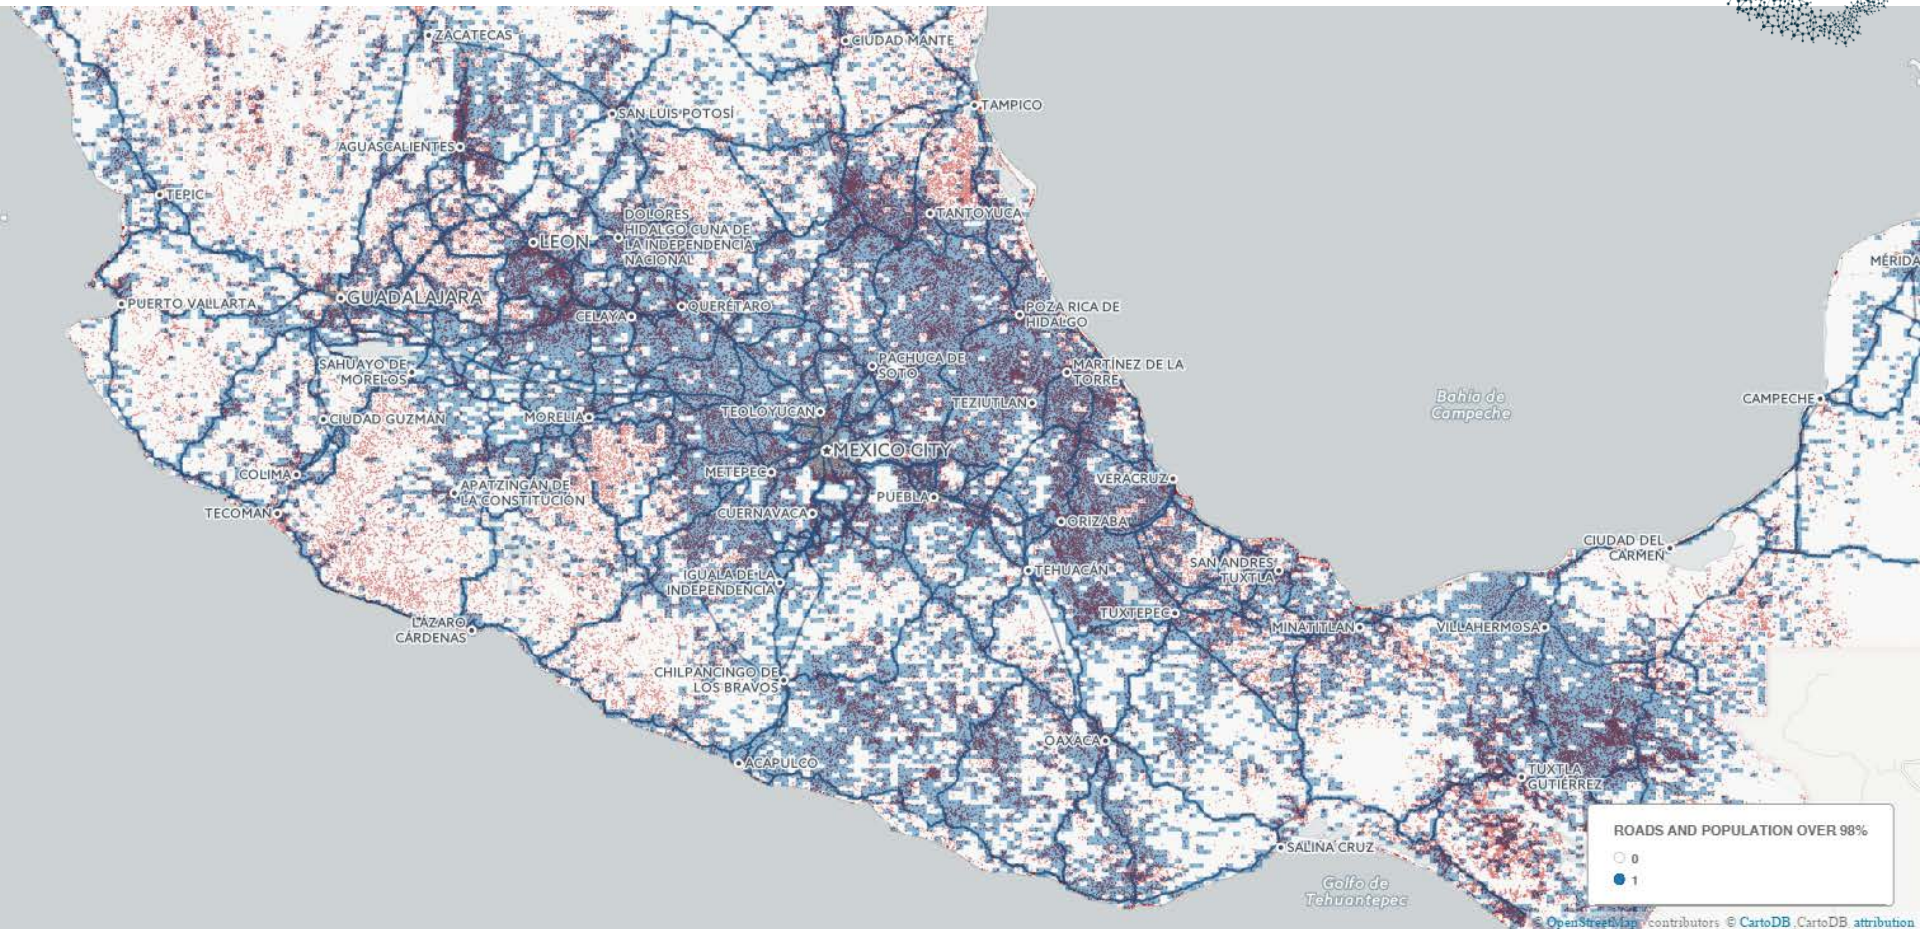 ZACATECAS
CIUDAD MANTE
TAMPICO
SAN LUIS POTOSÍ
AGUASCALIENTES
TEPIC
TANTOYUCA
DOLORES
HIDALGO CUNA DE
LA INDEPENDENCIA
NACIONAL
LEON
MÉRIDA
GUADALAJARA
PUERTO VALLARTA
QUERÉTARO
CELAYA
POZA RICA DE
HIDALGO
PACHUCA DE
SOTO
MARTÍNEZ DE LA
TORRE
SAHUAYO DE
MORELOS
Bahía de
Campeche
CAMPECHE
TEZIUTLAN
TEOLOYUCAN
CIUDAD GUZMÁN
MORELIA
MEXICO CITY
METEPEC
COLIMA
APATZINGÁN DE
LA CONSTITUCIÓN
PUEBLA
VERACRUZ
TECOMÁN
CUERNAVACA
ORIZABA
CIUDAD DEL
CARMEN
SAN ANDRES
TUXTLA
TEHUACÁN
IGUALA DE LA
INDEPENDENCIA
TUXTEPEC
LÁZARO
CÁRDENAS
MINATITLAN
VILLAHERMOSA
CHILPANCINGO DE
LOS BRAVOS
OAXACA
ACAPULCO
TUXTLA
GUTIÉRREZ
SALINA CRUZ
Golfo de
Tehuantepec
ROADS AND POPULATION OVER 98%
0
1
© OpenStreetMap contributors © CartoDB ,CartoDB attribution